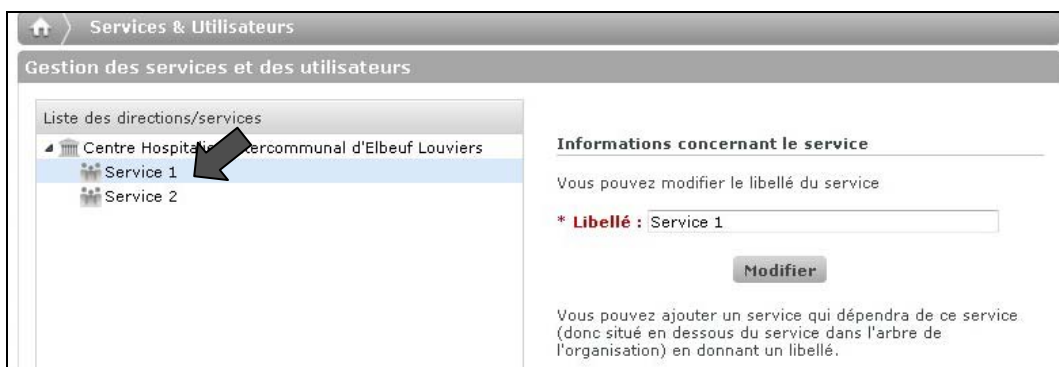 Services & Utilisateurs
Gestion des services et des utilisateurs
Liste des directions/services
Centre Hospitalier Intercommunal d'Elbeuf Louviers
Service 1
Service 2
Informations concernant le service
Vous pouvez modifier le libellé du service
* Libellé : Service 1
Modifier
Vous pouvez ajouter un service qui dépendra de ce service
(donc situé en dessous du service dans l'arbre de
l'organisation) en donnant un libellé.